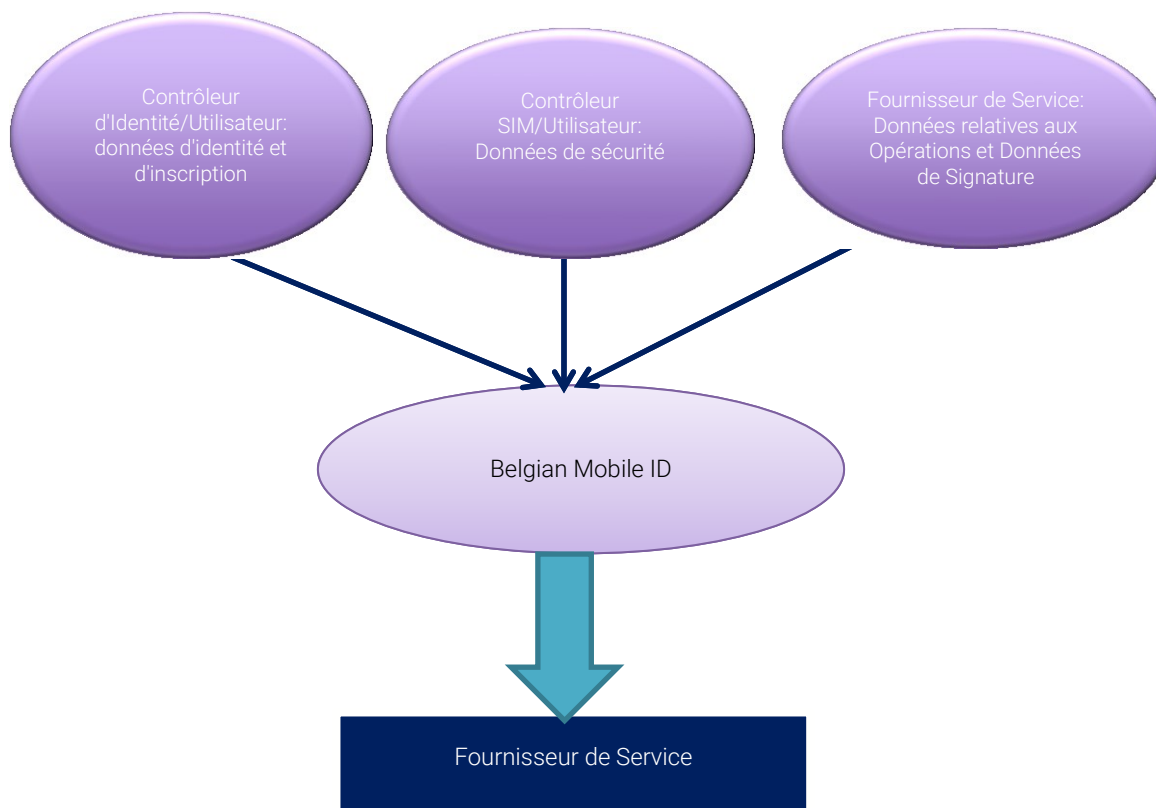 Contrôleur
d'Identité/Utilisateur:
données d'identité et
d'inscription
Contrôleur
SIM/Utilisateur:
Données de sécurité
Fournisseur de Service:
Données relatives aux
Opérations et Données
de Signature
Belgian Mobile ID
Fournisseur de Service